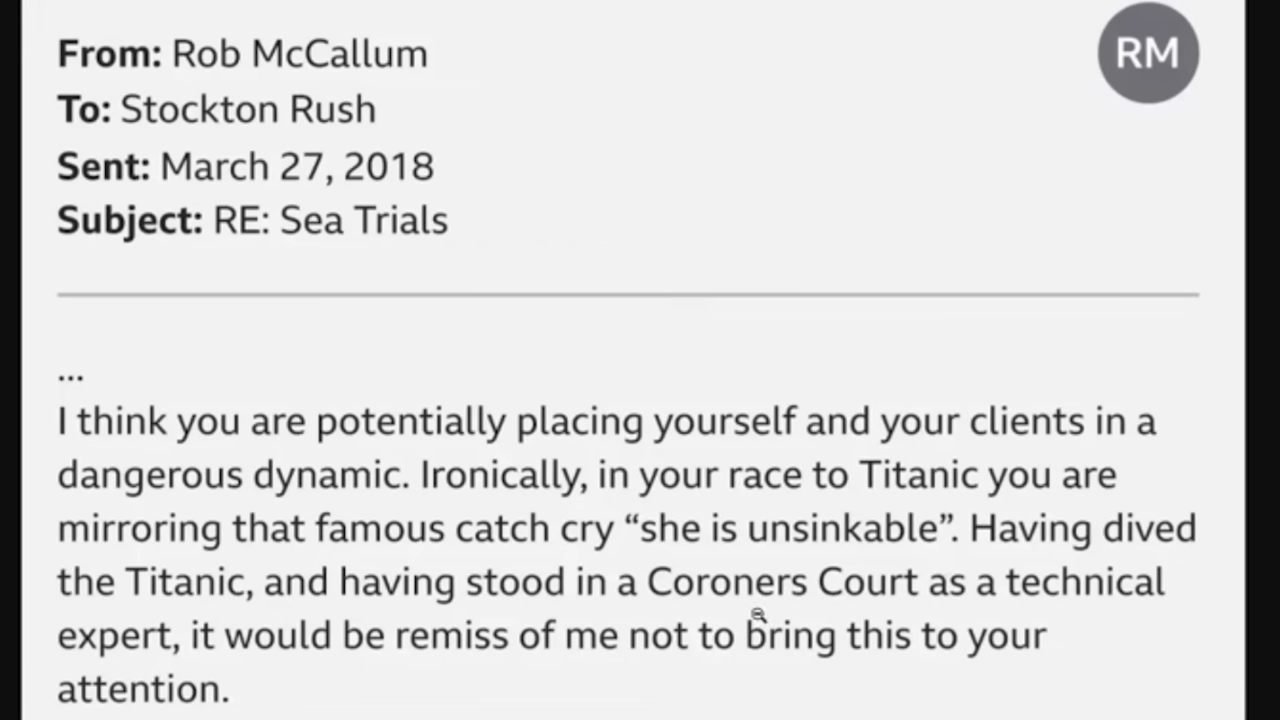 From: Rob McCallum
RM
To: Stockton Rush
Sent: March 27, 2018
Subject: RE: Sea Trials
...
I think you are potentially placing yourself and your clients in a
dangerous dynamic. Ironically, in your race to Titanic you are
mirroring that famous catch cry “she is unsinkable”. Having dived
the Titanic, and having stood in a Coroners Court as a technical
expert, it would be remiss of me not to bring this to your
attention.